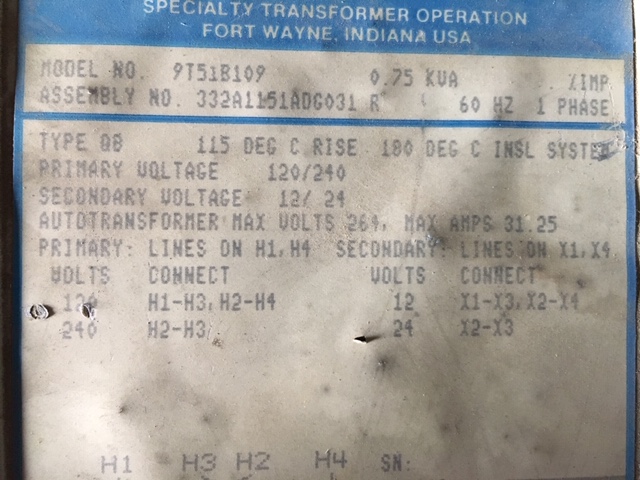 SPECIALTY TRANSFORMER OPERATION
FORT WAYNE, INDIANA USA
MODEL NO. 9T51B109 0.75 KVA %IMP
ASSEMBLY NO. 332A1151ADG031 R 60 HZ 1 PHASE
TYPE QB 115 DEG C RISE 180 DEG C INSL SYSTEM
PRIMARY VOLTAGE 120/240
SECONDARY VOLTAGE 12/ 24
AUTOTRANSFORMER MAX VOLTS 264, MAX AMPS 31.25
PRIMARY: LINES ON H1,H4 SECONDARY: LINES ON X1,X4
VOLTS CONNECT VOLTS CONNECT
120 H1-H3,H2-H4 12 X1-X3,X2-X4
240 H2-H3 24 X2-X3
H1 H3 H2 H4 SN: